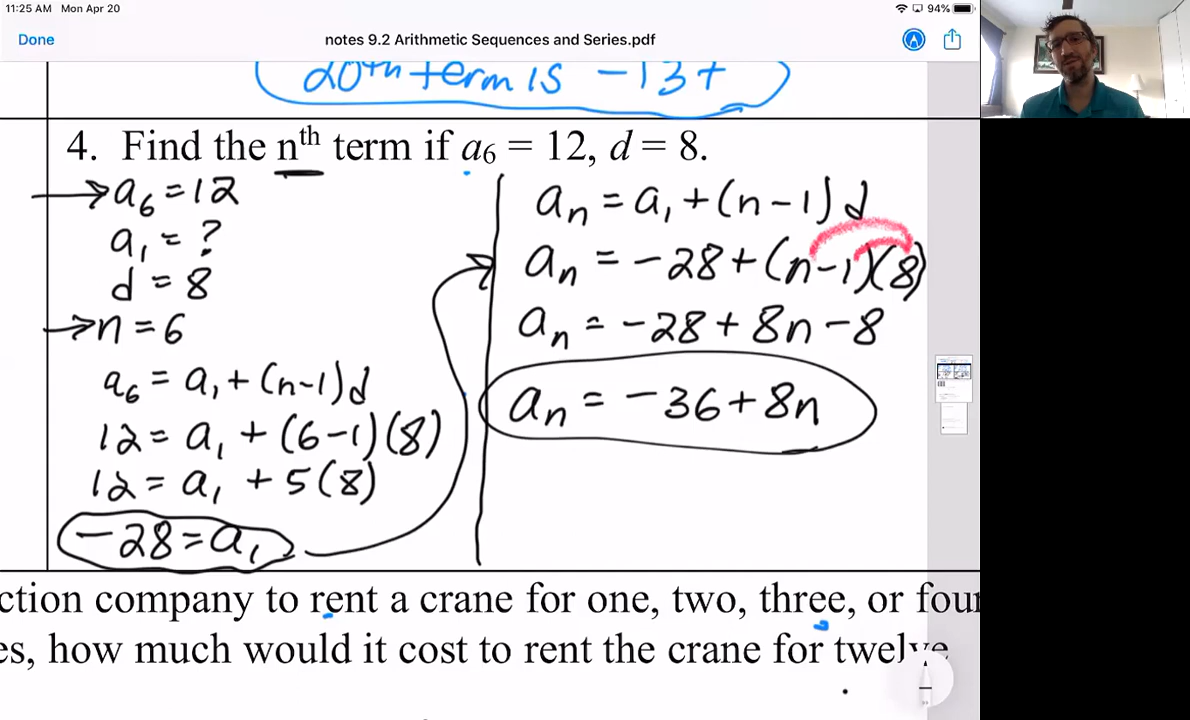 11:25 AM Mon Apr 20
94%
Done
notes 9.2 Arithmetic Sequences and Series.pdf
20th term is -13t
4. Find the nth term if a6 = 12, d = 8.
a6 = 12
a1 = ?
d = 8
n = 6
a6 = a1 + (n-1)d
12 = a1 + (6-1)(8)
12 = a1 + 5(8)
-28 = a1
an = a1 + (n-1)d
an = -28 + (n-1)(8)
an = -28 + 8n - 8
an = -36 + 8n
ction company to rent a crane for one, two, three, or four
es, how much would it cost to rent the crane for twelve